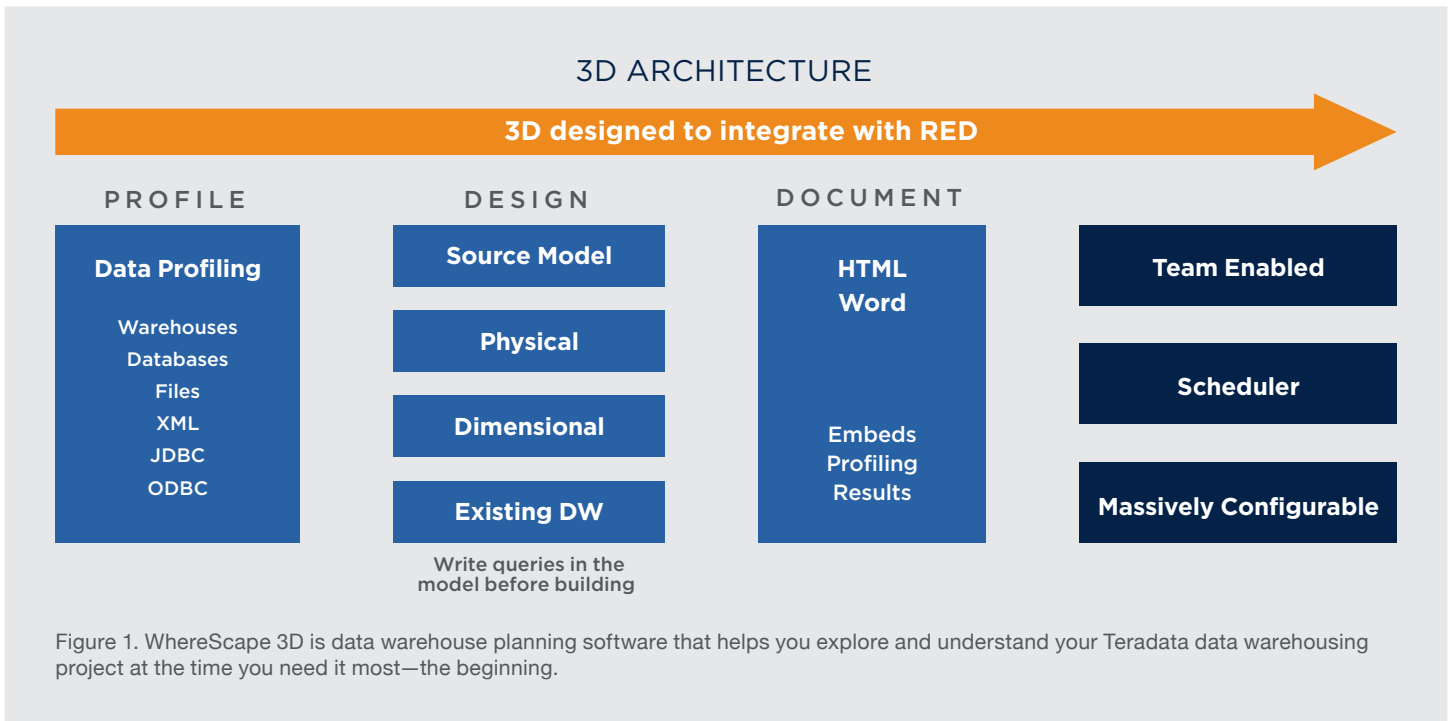 3D ARCHITECTURE
3D designed to integrate with RED
PROFILE
Data Profiling
Warehouses
Databases
Files
XML
JDBC
ODBC
DESIGN
Source Model
Physical
Dimensional
Existing DW
Write queries in the
model before building
DOCUMENT
HTML
Word
Embeds
Profiling
Results
Team Enabled
Scheduler
Massively Configurable
Figure 1. WhereScape 3D is data warehouse planning software that helps you explore and understand your Teradata data warehousing
project at the time you need it most—the beginning.